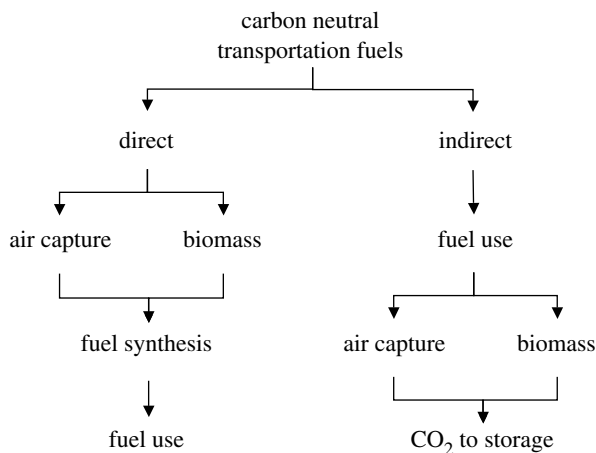 carbon neutral
transportation fuels
direct
indirect
air capture
biomass
fuel use
fuel synthesis
air capture
biomass
fuel use
CO₂ to storage